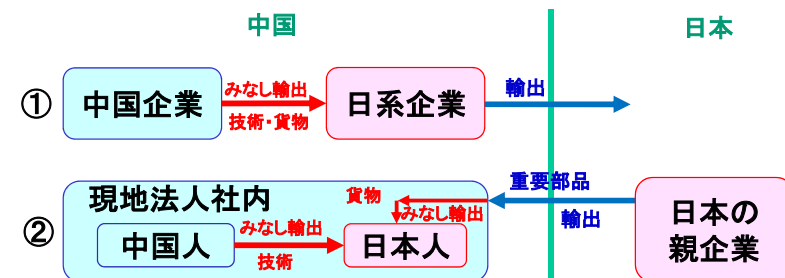 中国
日本
①
中国企業
みなし輸出
技術・貨物
日系企業
輸出
②
現地法人社内
中国人
みなし輸出
技術
貨物
みなし輸出
日本人
重要部品
輸出
日本の
親企業